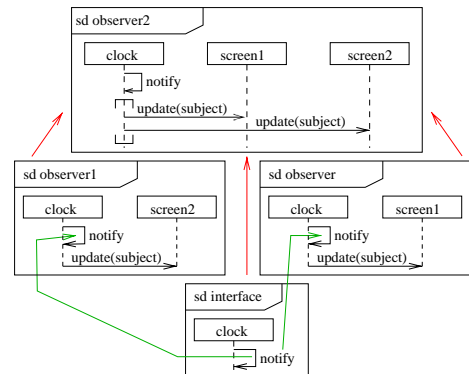 sd observer2
clock screen1 screen2
notify
update(subject)
update(subject)
sd observer1
clock screen2
notify
update(subject)
sd observer
clock screen1
notify
update(subject)
sd interface
clock
notify